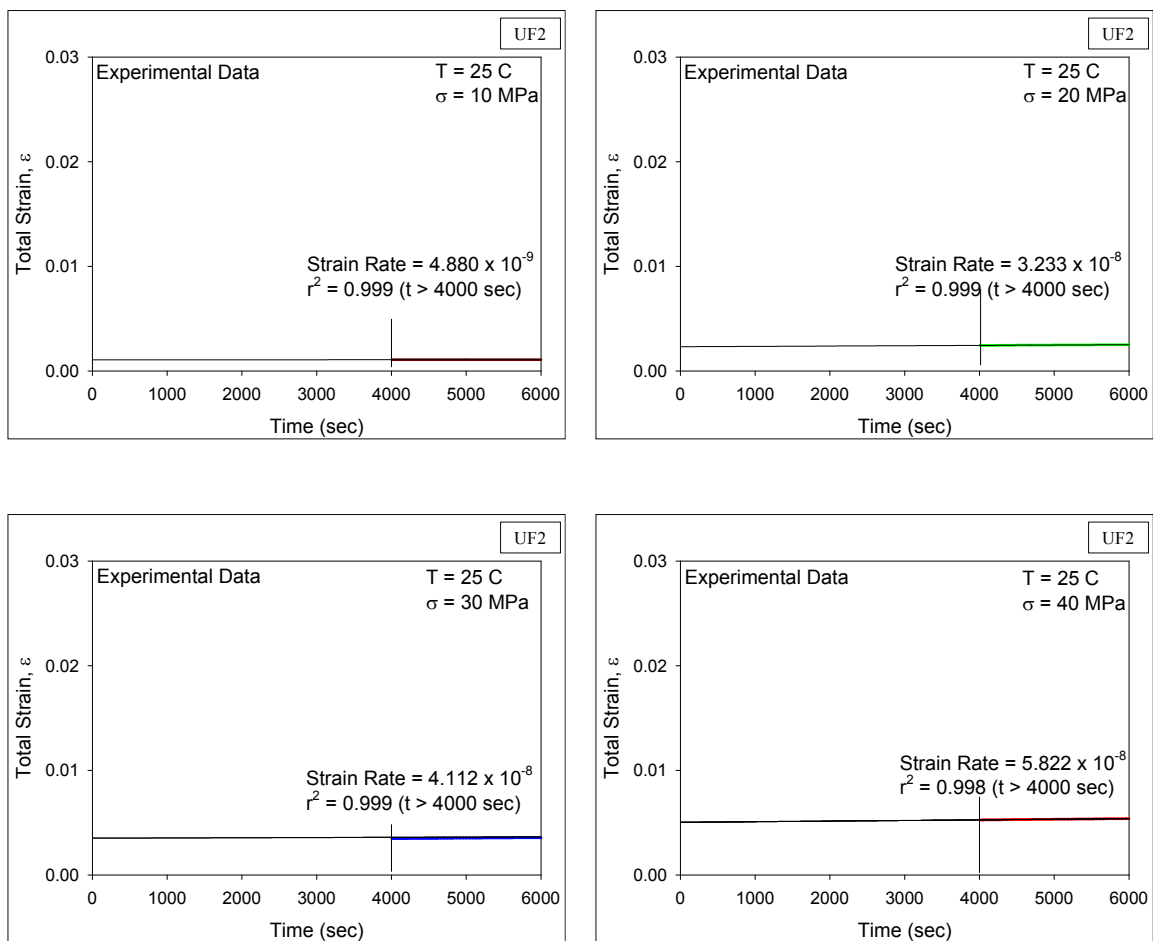 UF2
0.03
Experimental Data
T = 25 C
σ = 10 MPa
0.02
Total Strain, ε
0.01
Strain Rate = 4.880 x 10⁻⁹
r² = 0.999 (t > 4000 sec)
0.00
0 1000 2000 3000 4000 5000 6000
Time (sec)
UF2
0.03
Experimental Data
T = 25 C
σ = 20 MPa
0.02
Total Strain, ε
0.01
Strain Rate = 3.233 x 10⁻⁸
r² = 0.999 (t > 4000 sec)
0.00
0 1000 2000 3000 4000 5000 6000
Time (sec)
UF2
0.03
Experimental Data
T = 25 C
σ = 30 MPa
0.02
Total Strain, ε
0.01
Strain Rate = 4.112 x 10⁻⁸
r² = 0.999 (t > 4000 sec)
0.00
0 1000 2000 3000 4000 5000 6000
Time (sec)
UF2
0.03
Experimental Data
T = 25 C
σ = 40 MPa
0.02
Total Strain, ε
0.01
Strain Rate = 5.822 x 10⁻⁸
r² = 0.998 (t > 4000 sec)
0.00
0 1000 2000 3000 4000 5000 6000
Time (sec)